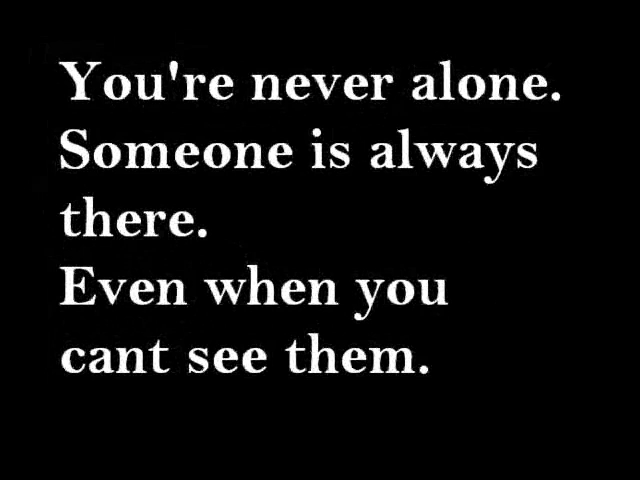 You're never alone.
Someone is always
there.
Even when you
cant see them.